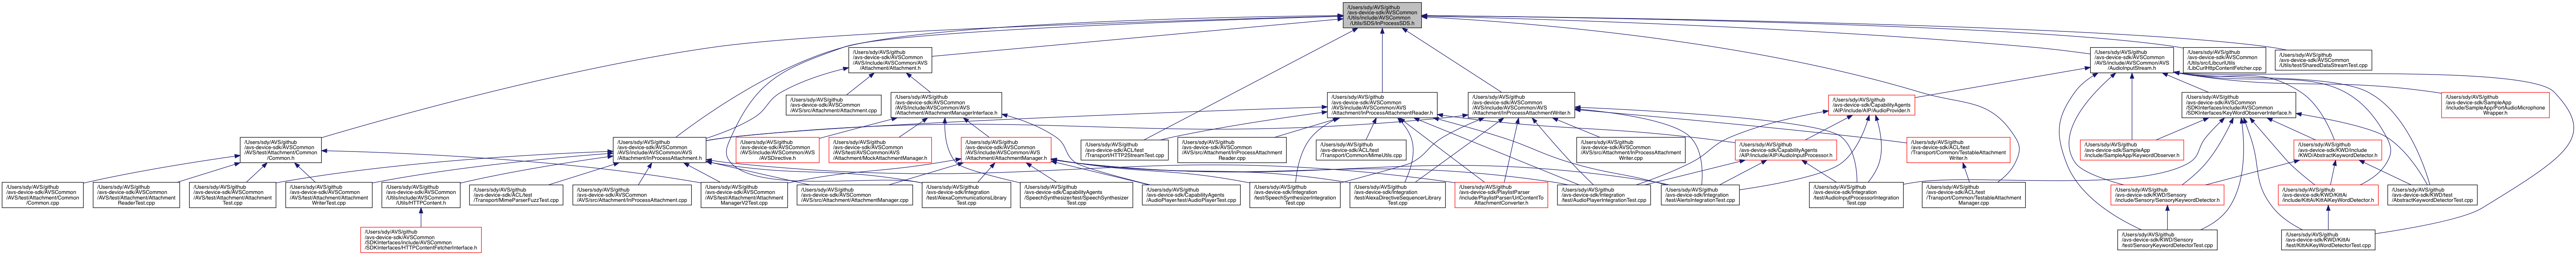 /Users/sdy/AVS/github
/avs-device-sdk/AVSCommon
/Utils/include/AVSCommon
/Utils/SDS/InProcessSDS.h
/Users/sdy/AVS/github
/avs-device-sdk/AVSCommon
/AVS/include/AVSCommon/AVS
/Attachment/Attachment.h
/Users/sdy/AVS/github
/avs-device-sdk/AVSCommon
/AVS/include/AVSCommon/AVS
/AudioInputStream.h
/Users/sdy/AVS/github
/avs-device-sdk/AVSCommon
/Utils/src/LibcurlUtils
/LibCurlHttpContentFetcher.cpp
/Users/sdy/AVS/github
/avs-device-sdk/AVSCommon
/Utils/test/SharedDataStreamTest.cpp
/Users/sdy/AVS/github
/avs-device-sdk/AVSCommon
/AVS/src/Attachment/Attachment.cpp
/Users/sdy/AVS/github
/avs-device-sdk/AVSCommon
/AVS/include/AVSCommon/AVS
/Attachment/AttachmentManagerInterface.h
/Users/sdy/AVS/github
/avs-device-sdk/AVSCommon
/AVS/include/AVSCommon/AVS
/Attachment/InProcessAttachmentReader.h
/Users/sdy/AVS/github
/avs-device-sdk/AVSCommon
/AVS/include/AVSCommon/AVS
/Attachment/InProcessAttachmentWriter.h
/Users/sdy/AVS/github
/avs-device-sdk/CapabilityAgents
/AIP/include/AIP/AudioProvider.h
/Users/sdy/AVS/github
/avs-device-sdk/AVSCommon
/SDKInterfaces/include/AVSCommon
/SDKInterfaces/KeyWordObserverInterface.h
/Users/sdy/AVS/github
/avs-device-sdk/SampleApp
/include/SampleApp/PortAudioMicrophone
Wrapper.h
/Users/sdy/AVS/github
/avs-device-sdk/AVSCommon
/AVS/test/Attachment/Common
/Common.h
/Users/sdy/AVS/github
/avs-device-sdk/AVSCommon
/AVS/include/AVSCommon/AVS
/Attachment/InProcessAttachment.h
/Users/sdy/AVS/github
/avs-device-sdk/AVSCommon
/AVS/include/AVSCommon/AVS
/AVSDirective.h
/Users/sdy/AVS/github
/avs-device-sdk/AVSCommon
/AVS/test/AVSCommon/AVS
/Attachment/MockAttachmentManager.h
/Users/sdy/AVS/github
/avs-device-sdk/AVSCommon
/AVS/include/AVSCommon/AVS
/Attachment/AttachmentManager.h
/Users/sdy/AVS/github
/avs-device-sdk/ACL/test
/Transport/HTTP2StreamTest.cpp
/Users/sdy/AVS/github
/avs-device-sdk/AVSCommon
/AVS/src/Attachment/InProcessAttachment
Reader.cpp
/Users/sdy/AVS/github
/avs-device-sdk/ACL/test
/Transport/Common/MimeUtils.cpp
/Users/sdy/AVS/github
/avs-device-sdk/AVSCommon
/AVS/src/Attachment/InProcessAttachment
Writer.cpp
/Users/sdy/AVS/github
/avs-device-sdk/CapabilityAgents
/AIP/include/AIP/AudioInputProcessor.h
/Users/sdy/AVS/github
/avs-device-sdk/ACL/test
/Transport/Common/TestableAttachment
Writer.h
/Users/sdy/AVS/github
/avs-device-sdk/SampleApp
/include/SampleApp/KeywordObserver.h
/Users/sdy/AVS/github
/avs-device-sdk/KWD/include
/KWD/AbstractKeywordDetector.h
/Users/sdy/AVS/github
/avs-device-sdk/AVSCommon
/AVS/test/Attachment/Common
/Common.cpp
/Users/sdy/AVS/github
/avs-device-sdk/AVSCommon
/AVS/test/Attachment/Attachment
ReaderTest.cpp
/Users/sdy/AVS/github
/avs-device-sdk/AVSCommon
/AVS/test/Attachment/Attachment
Test.cpp
/Users/sdy/AVS/github
/avs-device-sdk/AVSCommon
/AVS/test/Attachment/Attachment
WriterTest.cpp
/Users/sdy/AVS/github
/avs-device-sdk/AVSCommon
/Utils/include/AVSCommon
/Utils/HTTPContent.h
/Users/sdy/AVS/github
/avs-device-sdk/ACL/test
/Transport/MimeParserFuzzTest.cpp
/Users/sdy/AVS/github
/avs-device-sdk/AVSCommon
/AVS/src/Attachment/InProcessAttachment.cpp
/Users/sdy/AVS/github
/avs-device-sdk/AVSCommon
/AVS/test/Attachment/Attachment
ManagerV2Test.cpp
/Users/sdy/AVS/github
/avs-device-sdk/AVSCommon
/AVS/src/Attachment/AttachmentManager.cpp
/Users/sdy/AVS/github
/avs-device-sdk/Integration
/test/AlexaCommunicationsLibrary
Test.cpp
/Users/sdy/AVS/github
/avs-device-sdk/CapabilityAgents
/SpeechSynthesizer/test/SpeechSynthesizer
Test.cpp
/Users/sdy/AVS/github
/avs-device-sdk/CapabilityAgents
/AudioPlayer/test/AudioPlayerTest.cpp
/Users/sdy/AVS/github
/avs-device-sdk/Integration
/test/SpeechSynthesizerIntegration
Test.cpp
/Users/sdy/AVS/github
/avs-device-sdk/Integration
/test/AlexaDirectiveSequencerLibrary
Test.cpp
/Users/sdy/AVS/github
/avs-device-sdk/PlaylistParser
/include/PlaylistParser/UrlContentTo
AttachmentConverter.h
/Users/sdy/AVS/github
/avs-device-sdk/Integration
/test/AudioPlayerIntegrationTest.cpp
/Users/sdy/AVS/github
/avs-device-sdk/Integration
/test/AlertsIntegrationTest.cpp
/Users/sdy/AVS/github
/avs-device-sdk/Integration
/test/AudioInputProcessorIntegration
Test.cpp
/Users/sdy/AVS/github
/avs-device-sdk/ACL/test
/Transport/Common/TestableAttachment
Manager.cpp
/Users/sdy/AVS/github
/avs-device-sdk/KWD/Sensory
/include/Sensory/SensoryKeywordDetector.h
/Users/sdy/AVS/github
/avs-device-sdk/KWD/KittAi
/include/KittAi/KittAiKeyWordDetector.h
/Users/sdy/AVS/github
/avs-device-sdk/KWD/test
/AbstractKeywordDetectorTest.cpp
/Users/sdy/AVS/github
/avs-device-sdk/AVSCommon
/SDKInterfaces/include/AVSCommon
/SDKInterfaces/HTTPContentFetcherInterface.h
/Users/sdy/AVS/github
/avs-device-sdk/KWD/Sensory
/test/SensoryKeywordDetectorTest.cpp
/Users/sdy/AVS/github
/avs-device-sdk/KWD/KittAi
/test/KittAiKeyWordDetectorTest.cpp